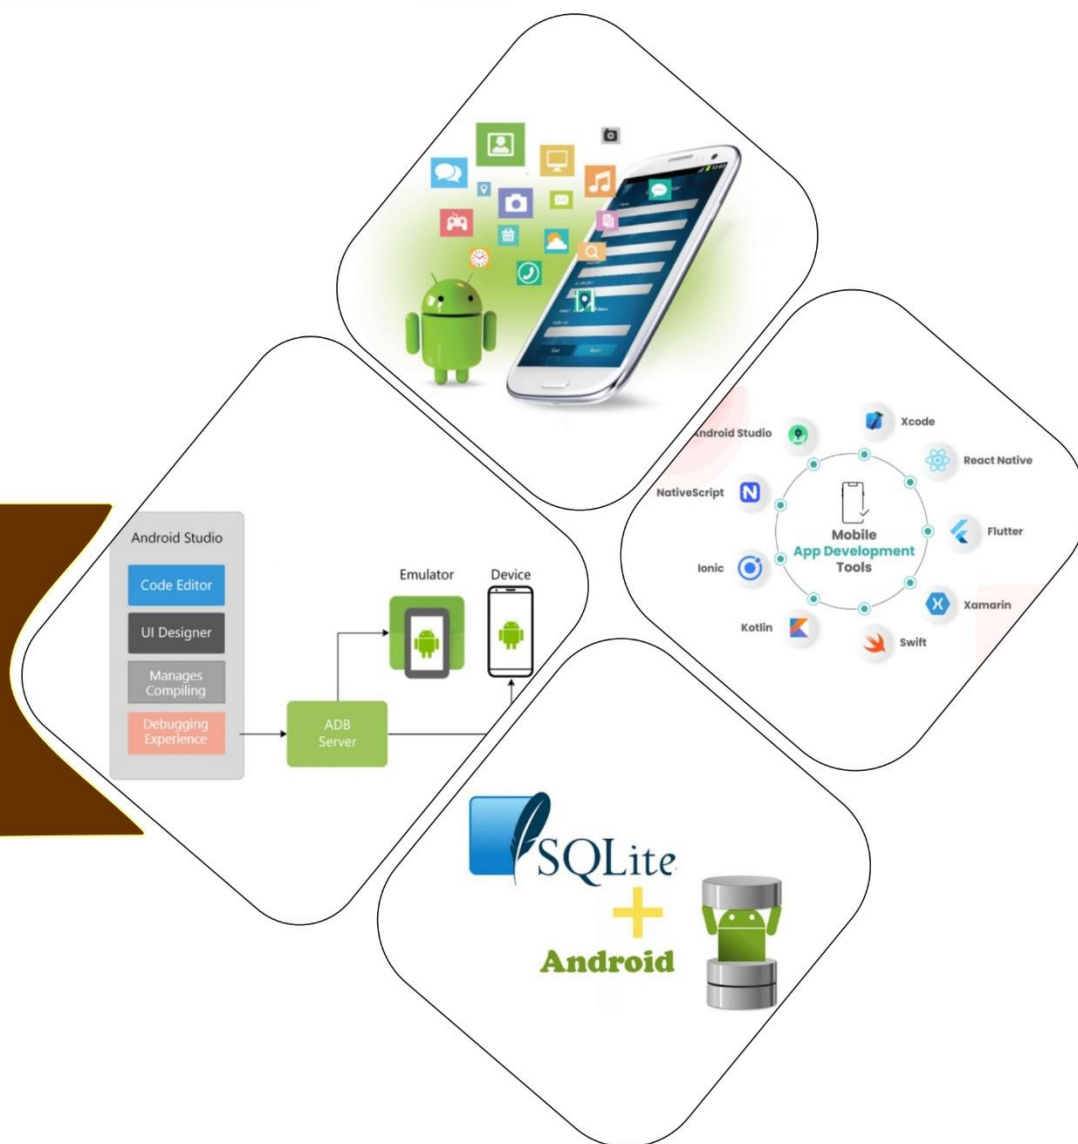 Android Studio
Xcode
React Native
NativeScript
Mobile
App Development
Tools
Flutter
Ionic
Xamarin
Kotlin
Swift
Android Studio
Code Editor
UI Designer
Manages
Compiling
Debugging
Experience
Emulator
Device
ADB
Server
SQLite
+
Android